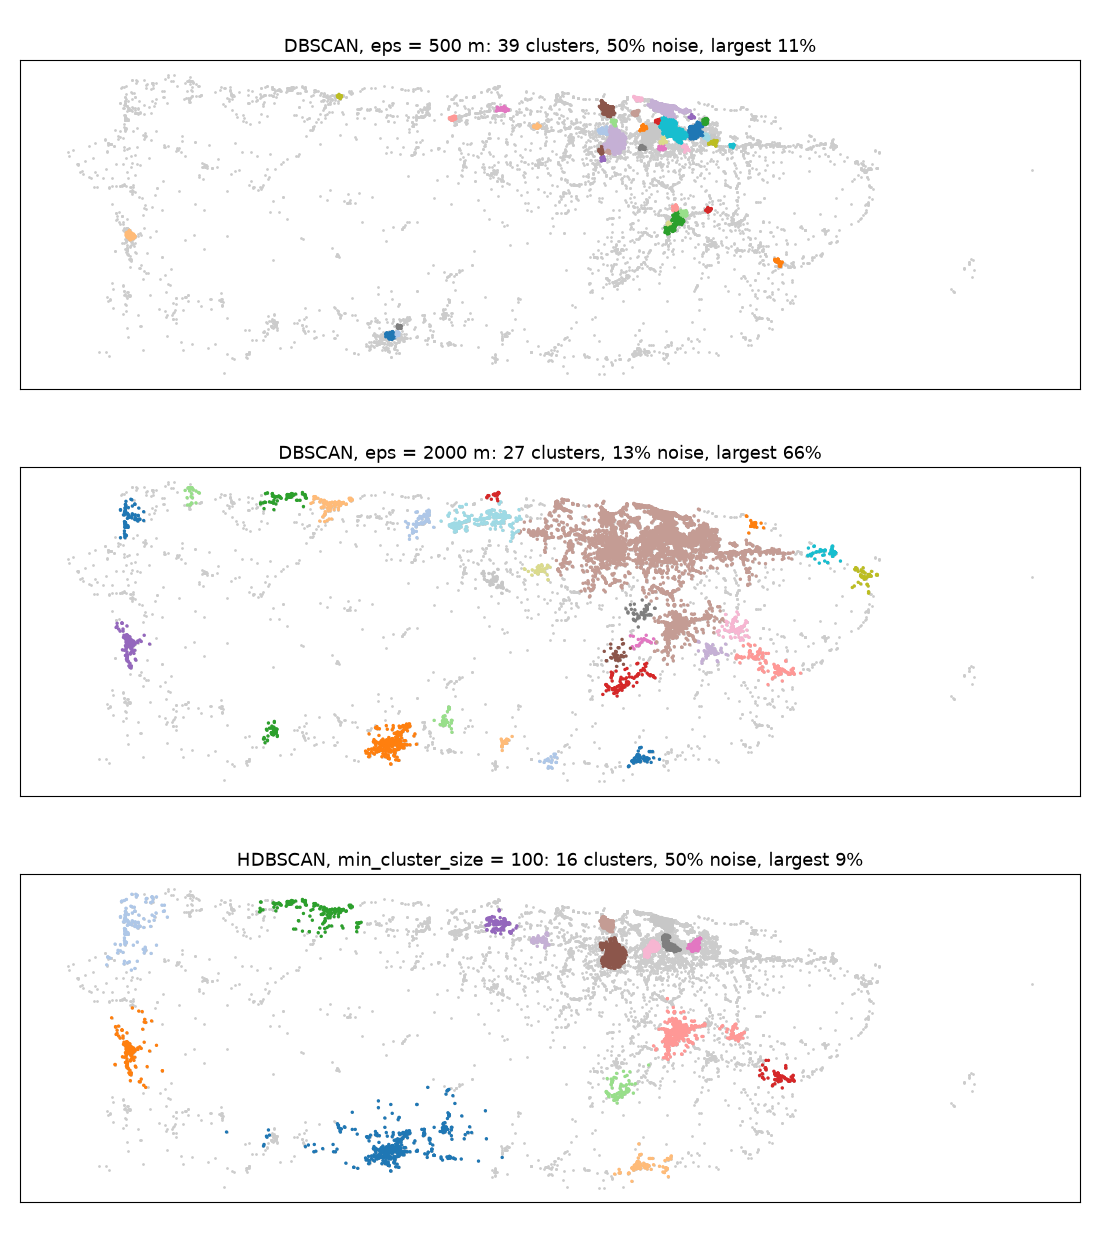 DBSCAN, eps = 500 m: 39 clusters, 50% noise, largest 11%
DBSCAN, eps = 2000 m: 27 clusters, 13% noise, largest 66%
HDBSCAN, min_cluster_size = 100: 16 clusters, 50% noise, largest 9%